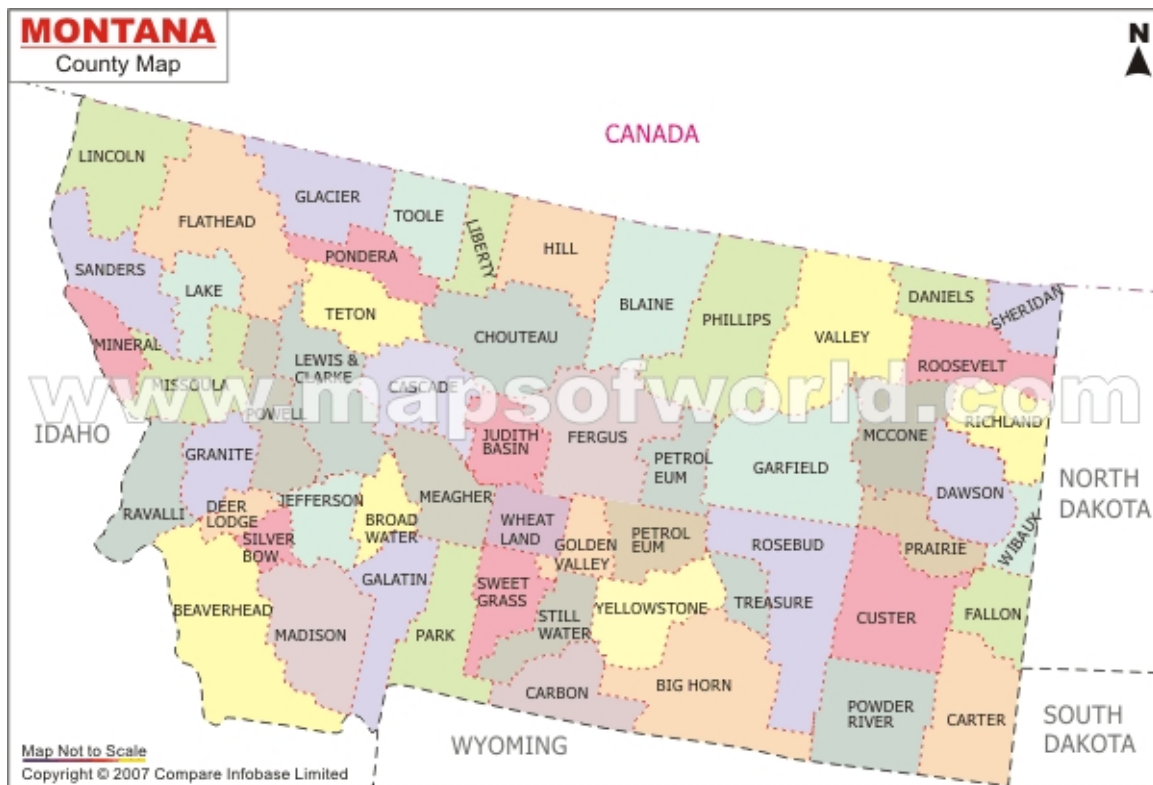 MONTANA
County Map
N
CANADA
LINCOLN
GLACIER
FLATHEAD
TOOLE
LIBERTY
HILL
PONDERA
SANDERS
LAKE
TETON
BLAINE
PHILLIPS
DANIELS
SHERIDAN
CHOUTEAU
VALLEY
MINERAL
ROOSEVELT
LEWIS &
CLARKE
MISSOULA
CASCADE
www.mapsofworld.com
POWELL
RICHLAND
IDAHO
JUDITH
BASIN
FERGUS
MCCONE
GRANITE
PETROL
EUM
GARFIELD
DAWSON
NORTH
DAKOTA
RAVALLI
DEER
LODGE
JEFFERSON
MEAGHER
BROAD
WATER
WHEAT
LAND
SILVER
BOW
GOLDEN
VALLEY
PETROL
EUM
ROSEBUD
PRAIRIE
WIBAUX
BEAVERHEAD
GALATIN
SWEET
GRASS
YELLOWSTONE
TREASURE
CUSTER
FALLON
MADISON
PARK
STILL
WATER
CARBON
BIG HORN
POWDER
RIVER
CARTER
SOUTH
DAKOTA
WYOMING
Map Not to Scale
Copyright © 2007 Compare Infobase Limited